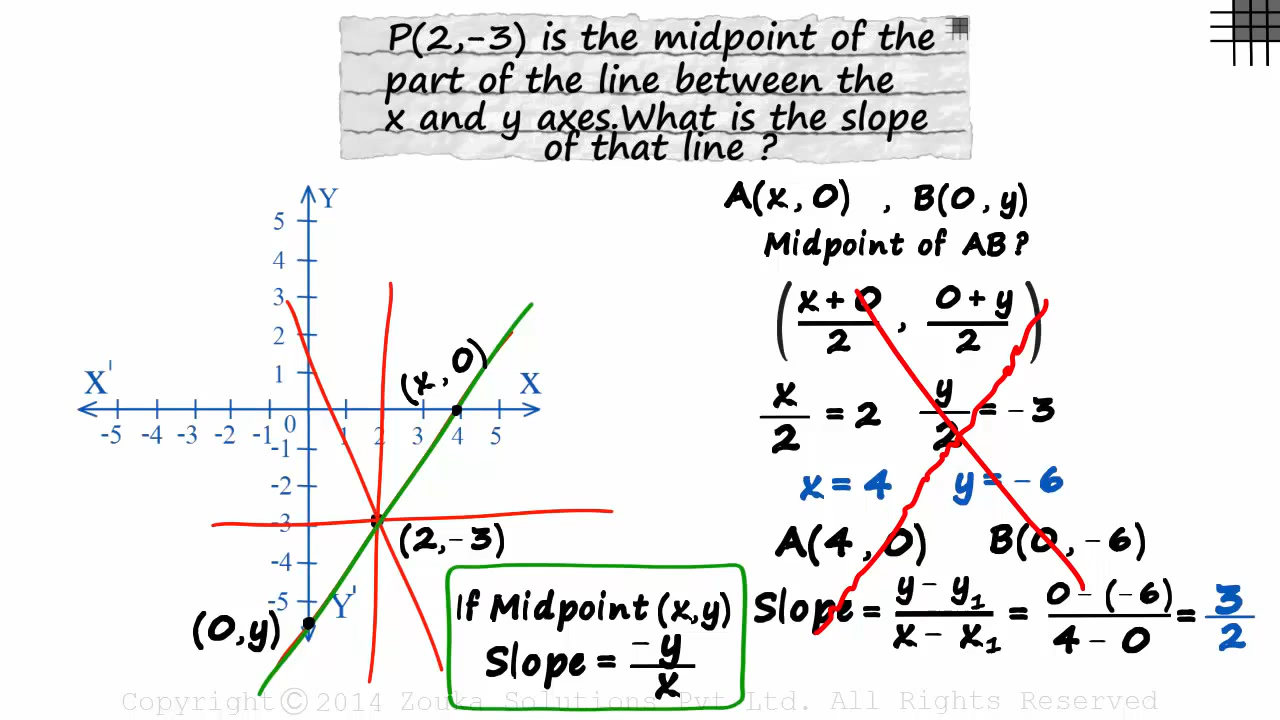 P(2,-3) is the midpoint of the
part of the line between the
x and y axes.What is the slope
of that line ?
A(x, 0) , B(0, y)
Midpoint of AB?
(x + 0 / 2 , 0 + y / 2)
x / 2 = 2 y / 2 = - 3
x = 4 y = - 6
A(4, 0) B(0, - 6)
Slope = y - y₁ / x - x₁ = 0 - (- 6) / 4 - 0 = 3 / 2
Y
5
4
3
2
1
(x, 0)
X' X
-5 -4 -3 -2 -1 0 1 2 3 4 5
-1
-2
-3
(2,- 3)
-4
-5 Y'
(0, y)
If Midpoint (x,y)
Slope = - y / x
Copyright© 2014 Zouka Solutions Pvt Ltd. All Rights Reserved